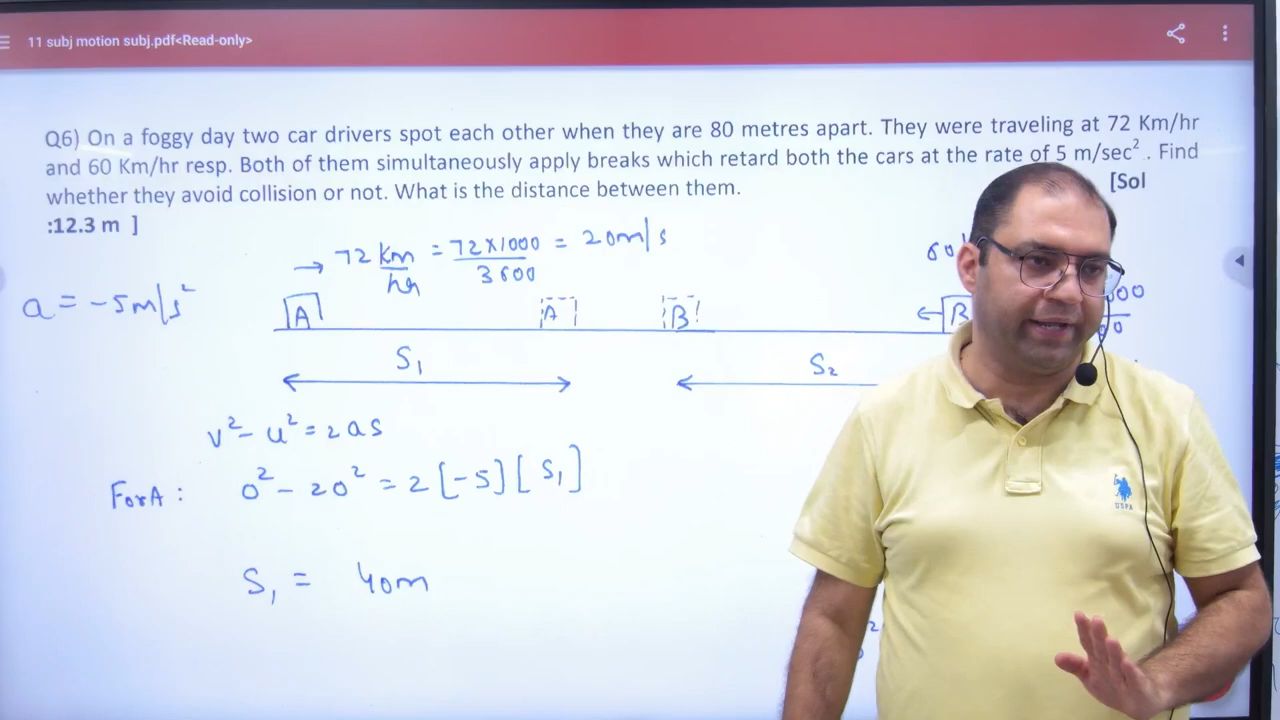 11 subj motion subj.pdf<Read-only>
Q6) On a foggy day two car drivers spot each other when they are 80 metres apart. They were traveling at 72 Km/hr
and 60 Km/hr resp. Both of them simultaneously apply breaks which retard both the cars at the rate of 5 m/sec². Find
whether they avoid collision or not. What is the distance between them. [Sol
:12.3 m ]
→ 72 km/hr = 72×1000/3600 = 20m/s
60
a = -5m/s²
A A B B
S₁ S₂
v² - u² = 2as
For A : 0² - 20² = 2[-5][S₁]
S₁ = 40m
USPA